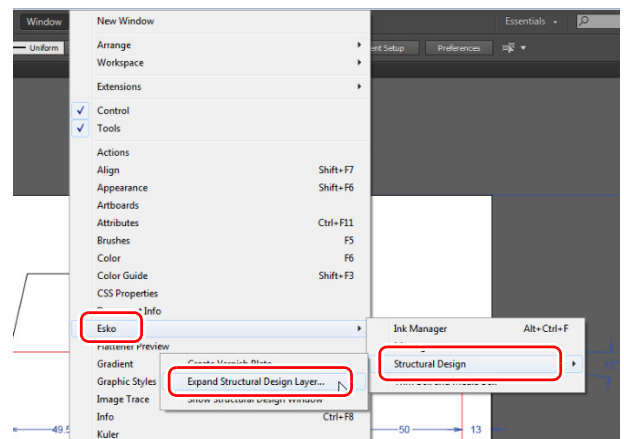 Window
New Window
Essentials
Uniform
Arrange
Workspace
ent Setup
Preferences
Extensions
Control
Tools
Actions
Align Shift+F7
Appearance Shift+F6
Artboards
Attributes Ctrl+F11
Brushes F5
Color F6
Color Guide Shift+F3
CSS Properties
Info
Esko
Ink Manager Alt+Ctrl+F
Flattener Preview
Gradient
Create Varnish Plate
Structural Design
Graphic Styles
Expand Structural Design Layer...
Image Trace
Show Structural Design Window
Info Ctrl+F8
Kuler
49.5
50
13